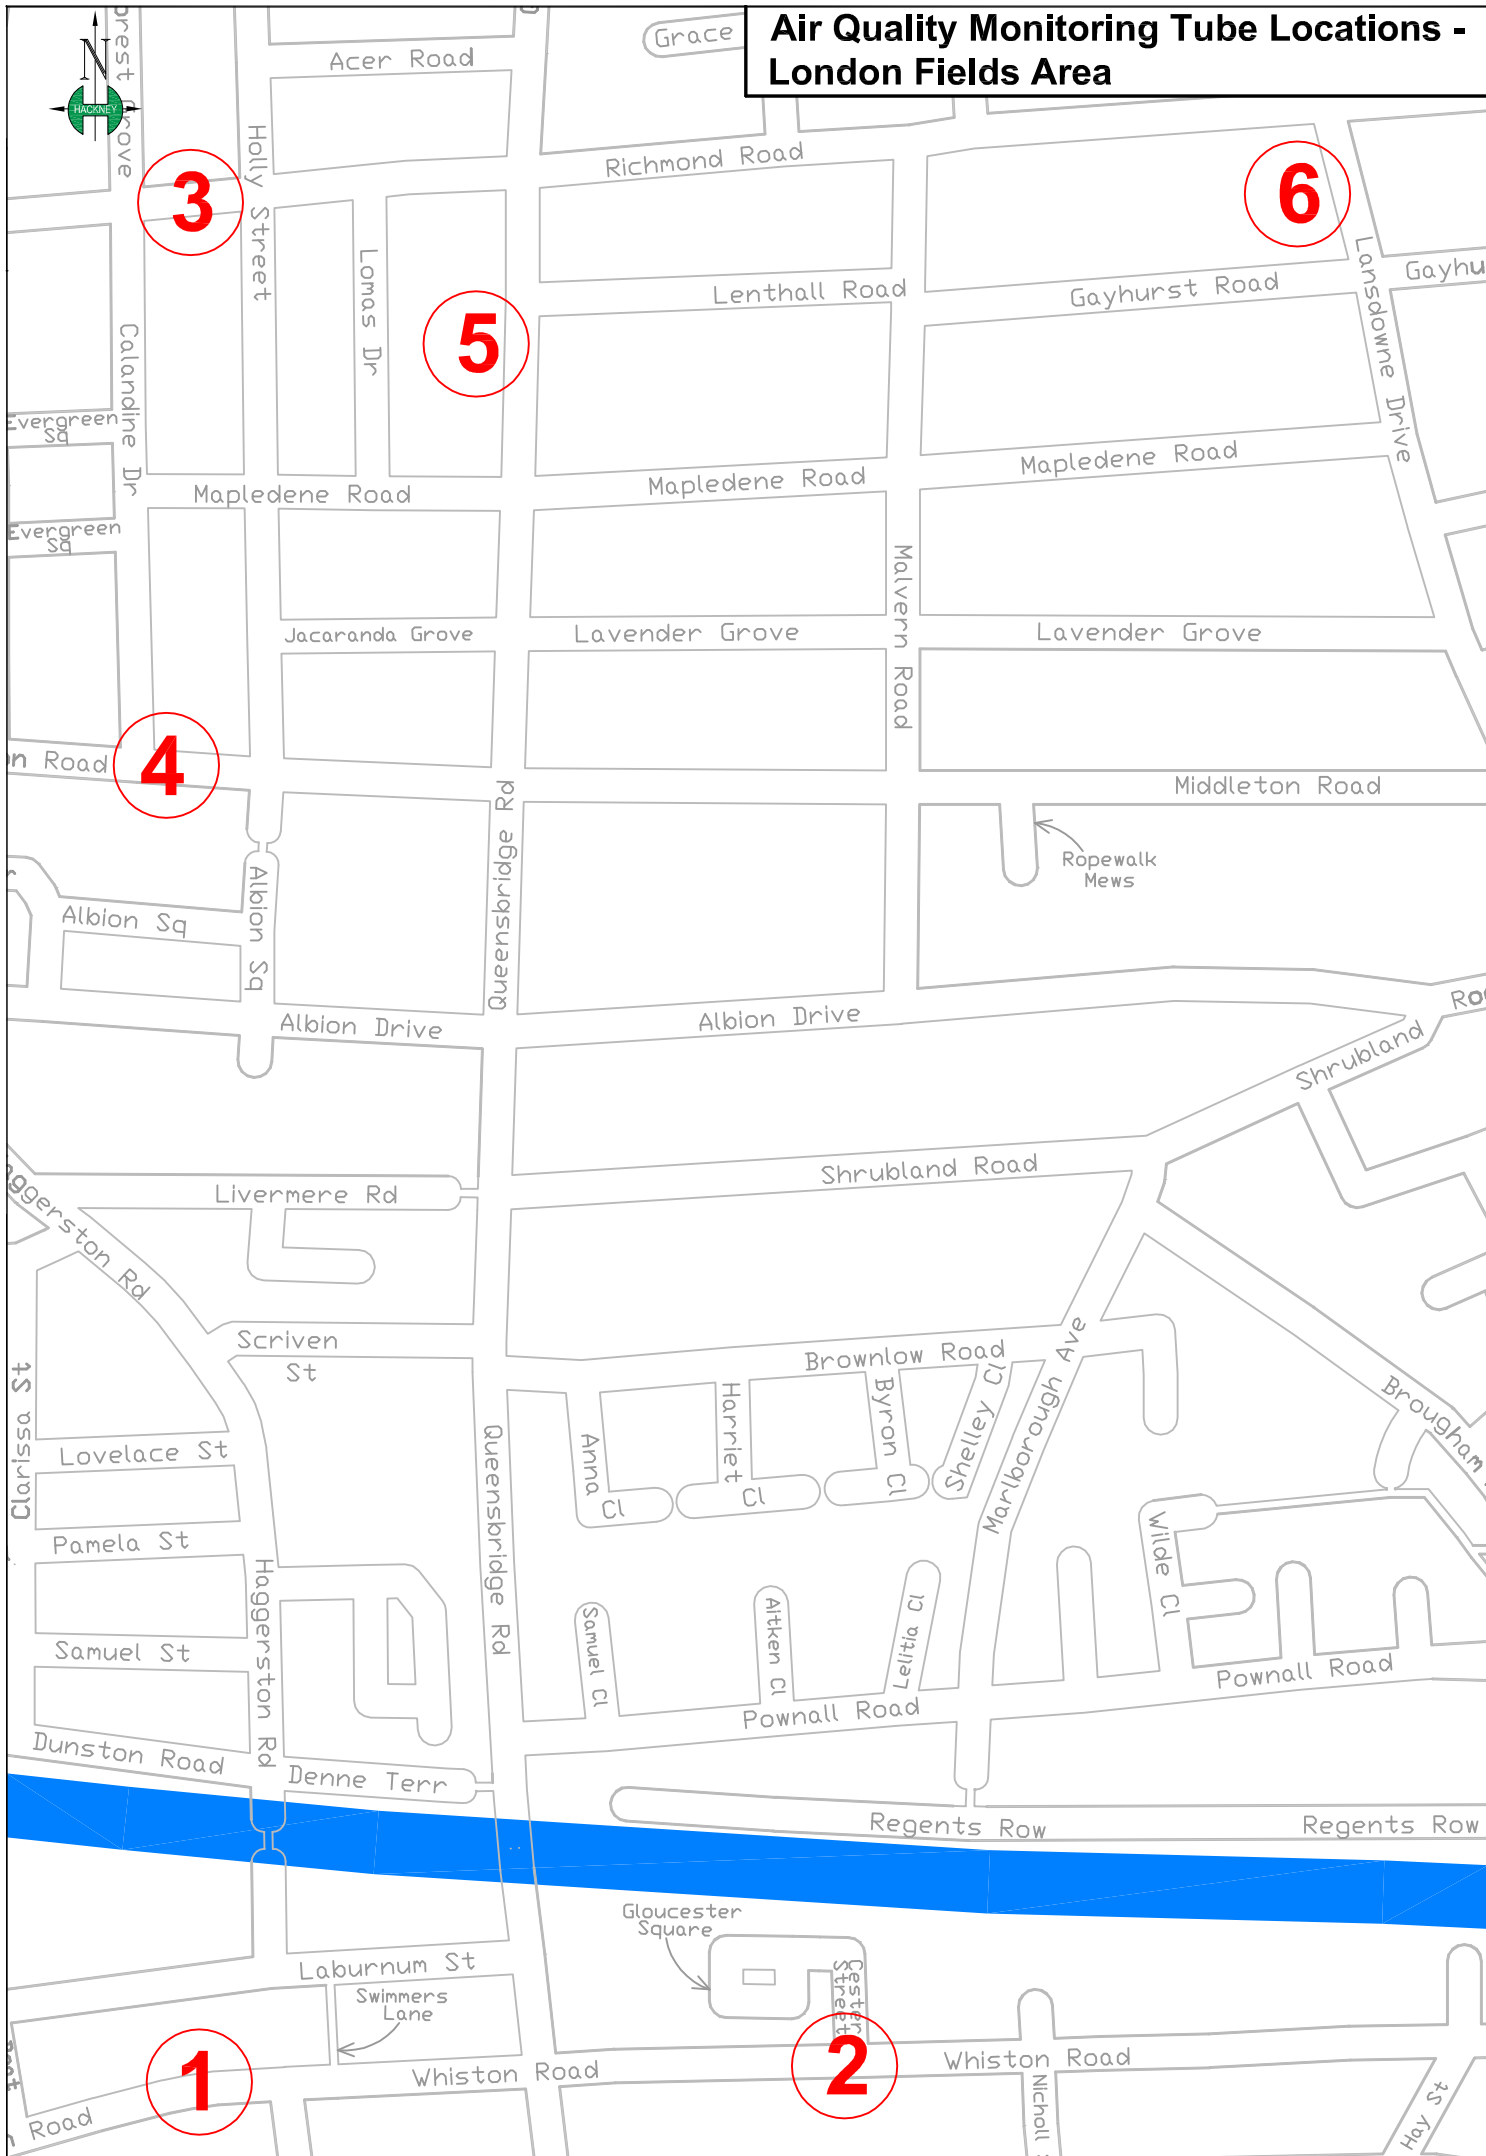 Air Quality Monitoring Tube Locations -
London Fields Area
N
HACKNEY
Grove
Acer Road
Grace
Holly Street
Richmond Road
3
6
Lomas Dr
5
Lenthall Road
Gayhurst Road
Lansdowne Drive
Gayhu
Calandine Dr
Evergreen
Sq
Mapledene Road
Mapledene Road
Mapledene Road
Evergreen
Sq
Malvern Road
Jacaranda Grove
Lavender Grove
Lavender Grove
on Road
4
Queensbridge Rd
Middleton Road
Ropewalk
Mews
Albion Sq
Albion Sq
Albion Drive
Albion Drive
Shrubland
Roa
Shrubland Road
Livermere Rd
aggerston Rd
Scriven
St
Brownlow Road
Marlborough Ave
Clarissa St
Lovelace St
Queensbridge Rd
Anna
Cl
Harriet
Cl
Byron Cl
Shelley Cl
Brougham
Pamela St
Haggerston Rd
Wilde Cl
Samuel St
Samuel Cl
Aitken Cl
Lelitia Cl
Pownall Road
Pownall Road
Dunston Road
Denne Terr
Regents Row
Regents Row
Gloucester
Square
Laburnum St
Swimmers
Lane
Cester
Street
1
2
Whiston Road
Whiston Road
Nicholl
Hay St
Road